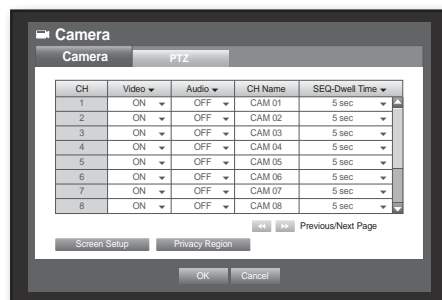 Camera
Camera PTZ
CH Video Audio CH Name SEQ-Dwell Time
1 ON OFF CAM 01 5 sec
2 ON OFF CAM 02 5 sec
3 ON OFF CAM 03 5 sec
4 ON OFF CAM 04 5 sec
5 ON OFF CAM 05 5 sec
6 ON OFF CAM 06 5 sec
7 ON OFF CAM 07 5 sec
8 ON OFF CAM 08 5 sec
Previous/Next Page
Screen Setup Privacy Region
OK Cancel